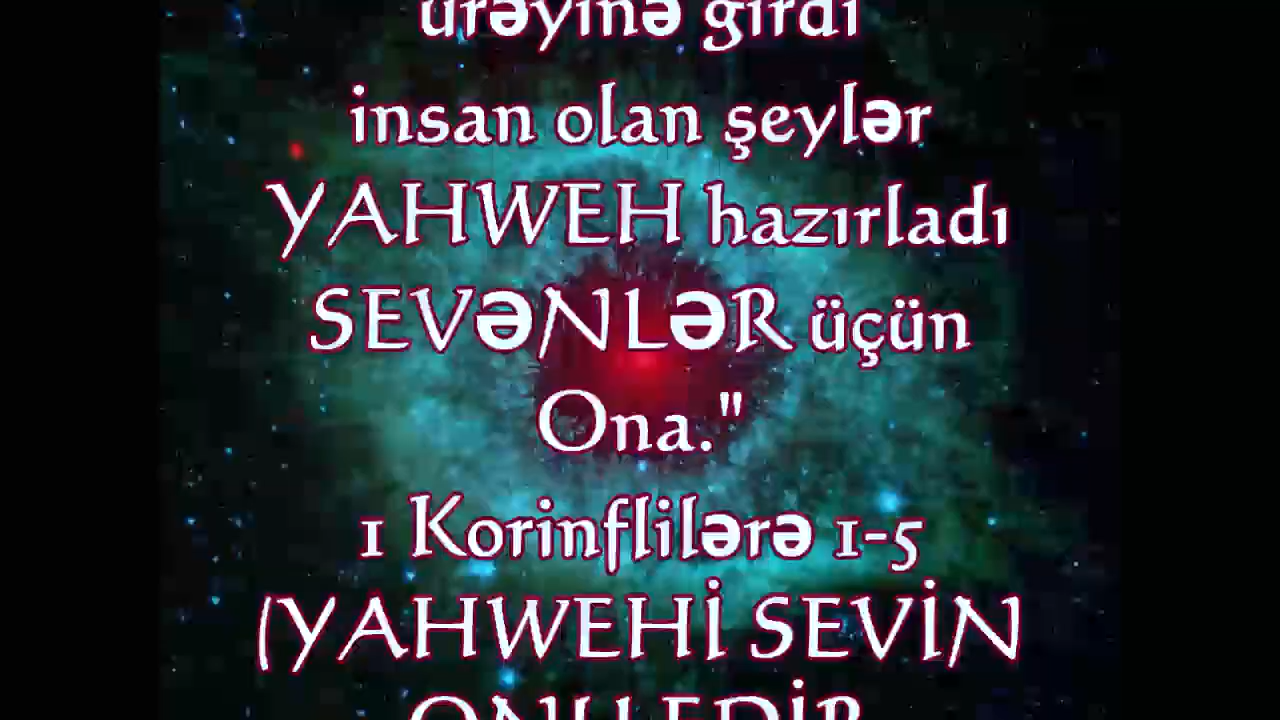 ürəyinə girdi
insan olan şeylər
YAHWEH hazırladı
SEVƏNLƏR üçün
Ona."
1 Korinflilərə 1-5
(YAHWEHİ SEVİN
ONU EDİR